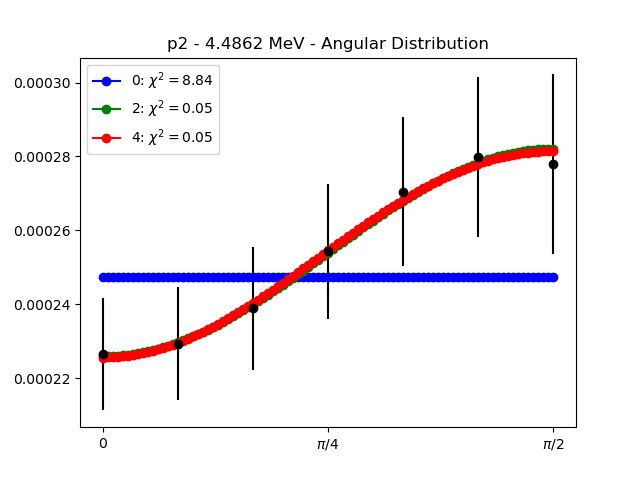 p2 - 4.4862 MeV - Angular Distribution
0: χ² = 8.84
2: χ² = 0.05
4: χ² = 0.05
0.00030
0.00028
0.00026
0.00024
0.00022
0 π/4 π/2